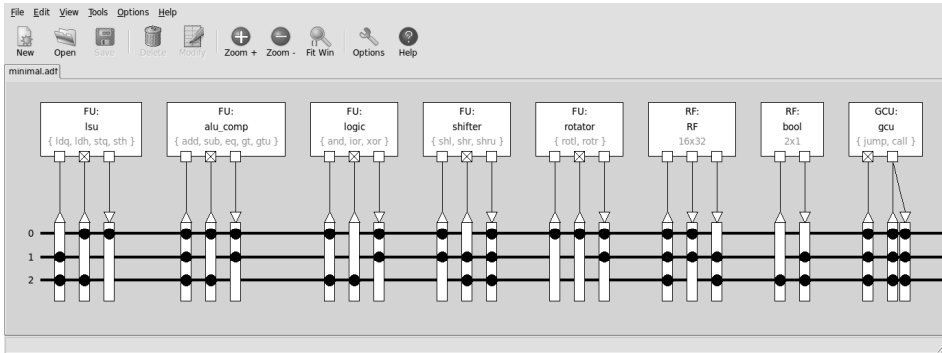 File Edit View Tools Options Help
New Open Save Delete Modify Zoom + Zoom - Fit Win Options Help
minimal.adf
FU: FU: FU: FU: FU: RF: RF: GCU:
lsu alu_comp logic shifter rotator RF bool gcu
{ ldq, ldh, stq, sth } { add, sub, eq, gt, gtu } { and, ior, xor } { shl, shr, shru } { rotl, rotr } 16x32 2x1 { jump, call }
0
1
2